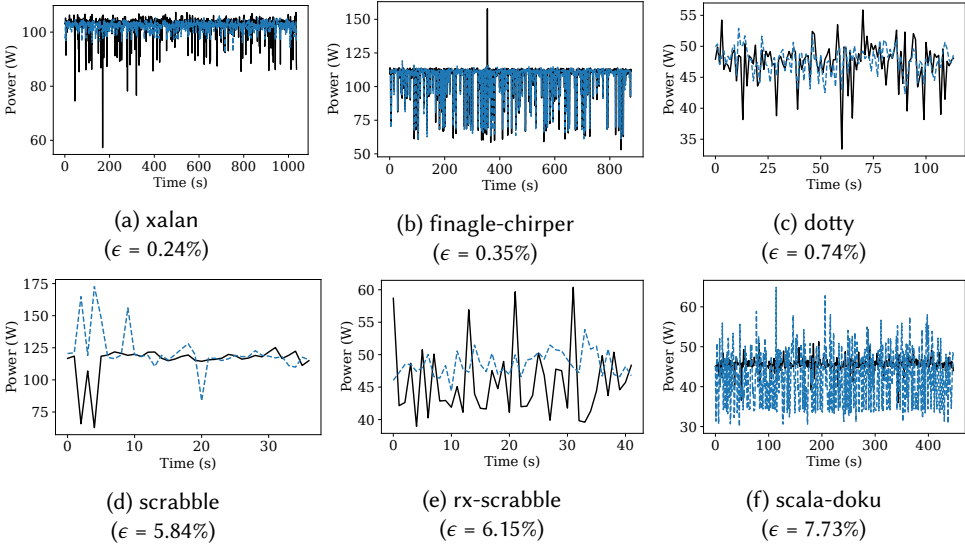 100
80
60
Power (W)
0 200 400 600 800 1000
Time (s)
(a) xalan
(ϵ = 0.24%)
150
125
100
75
50
Power (W)
0 200 400 600 800
Time (s)
(b) finagle-chirper
(ϵ = 0.35%)
55
50
45
40
35
Power (W)
0 25 50 75 100
Time (s)
(c) dotty
(ϵ = 0.74%)
175
150
125
100
75
Power (W)
0 10 20 30
Time (s)
(d) scrabble
(ϵ = 5.84%)
60
55
50
45
40
Power (W)
0 10 20 30 40
Time (s)
(e) rx-scrabble
(ϵ = 6.15%)
60
50
40
30
Power (W)
0 100 200 300 400
Time (s)
(f) scala-doku
(ϵ = 7.73%)